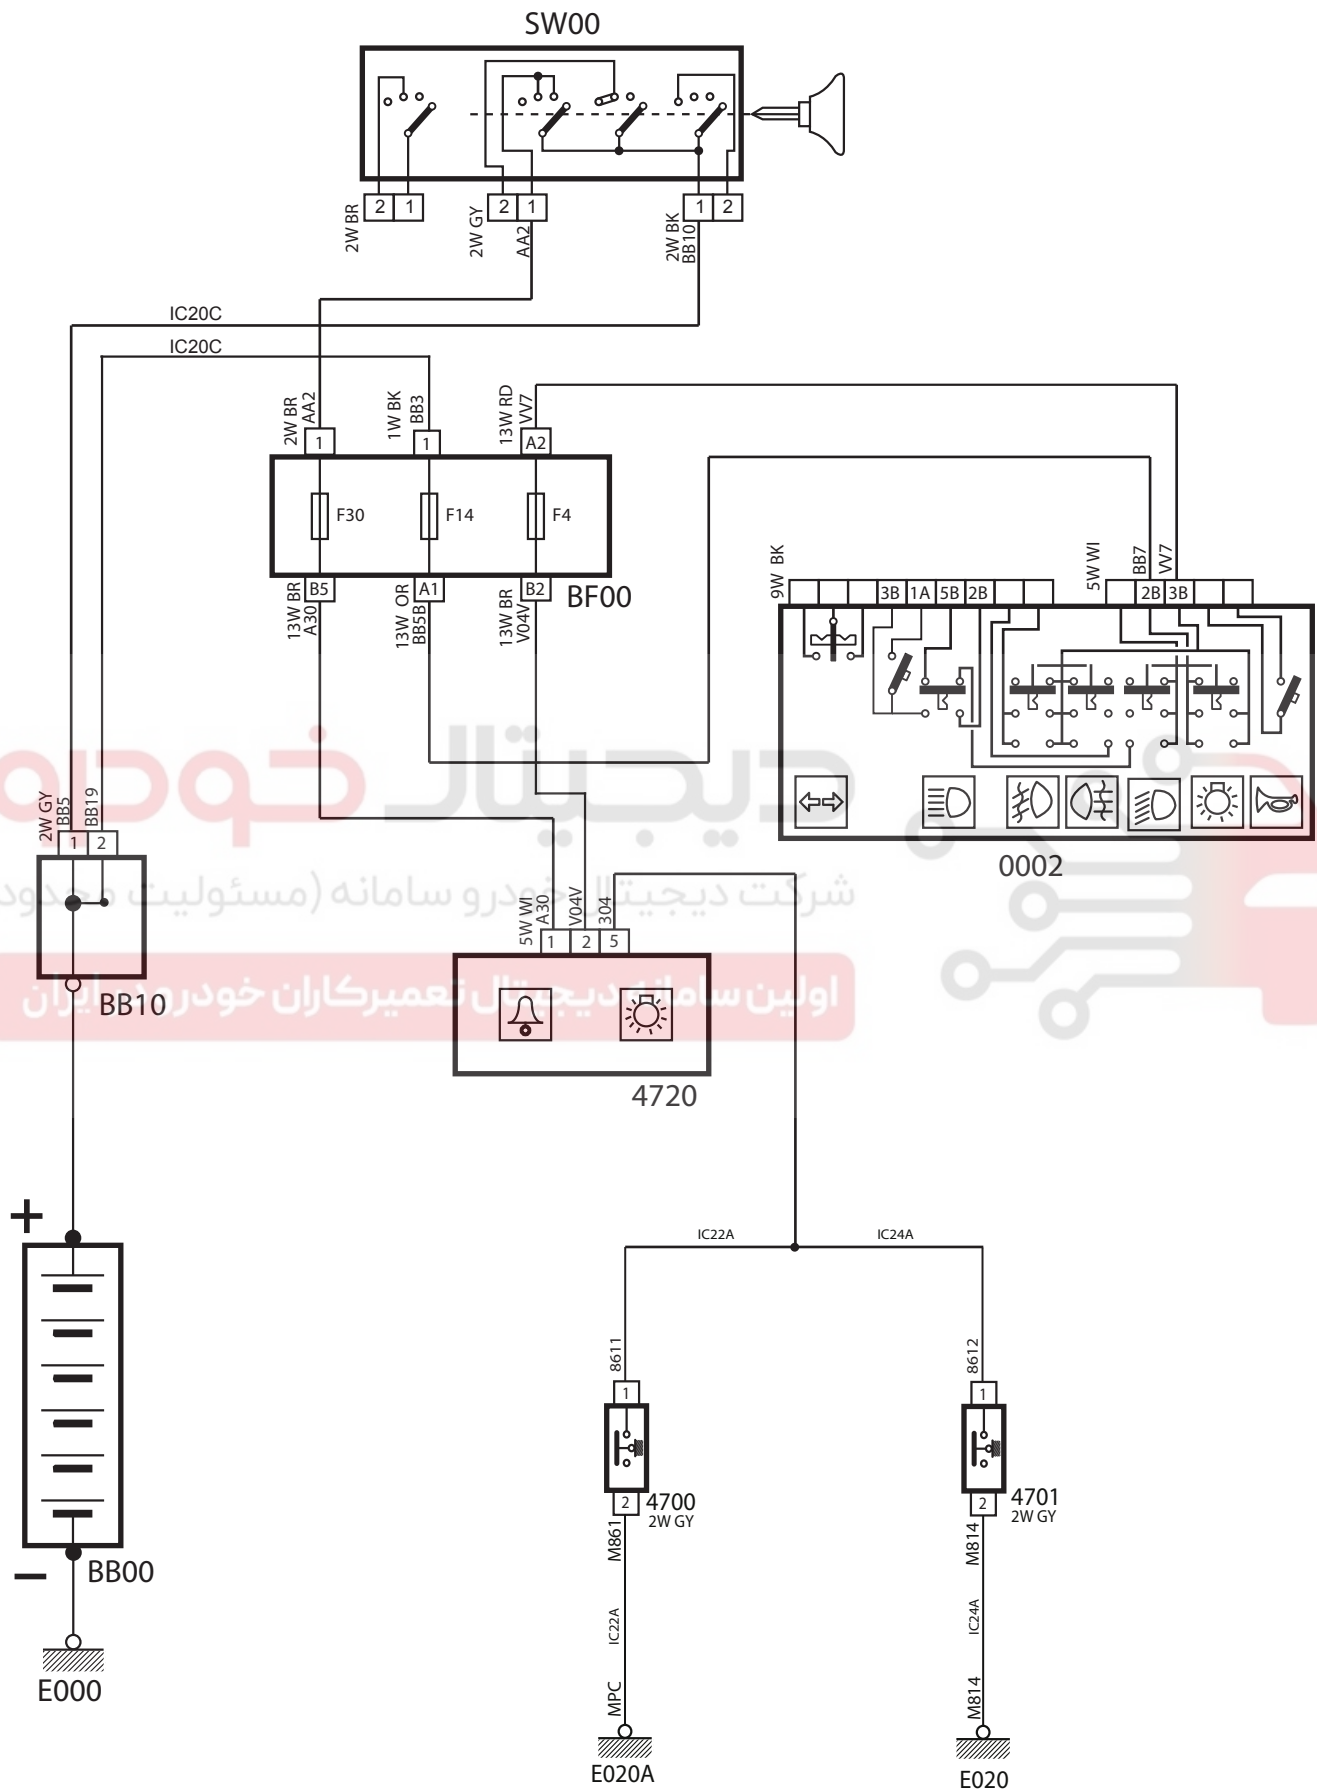 SW00
2W BR
2
1
2W GY
2
1
AA2
2W BK
BB10
1
2
IC20C
IC20C
2W BR
AA2
1
1W BK
BB3
1
13W RD
VV7
A2
F30
F14
F4
B5
A1
B2
BF00
13W BR
A30
13W OR
BB5B
13W BR
V04V
9W BK
3B
1A
5B
2B
5W WI
BB7
VV7
2B
3B
0002
دیجیتال خودرو
شرکت دیجیتال خودرو سامانه (مسئولیت محدود
اولین سامانه دیجیتال تعمیرکاران خودرو در ایران
2W GY
BB5
BB19
1
2
BB10
5W WI
A30
V04V
304
1
2
5
4720
+
−
BB00
E000
IC22A
IC24A
8611
1
2
4700
2W GY
M861
IC22A
MPC
E020A
8612
1
2
4701
2W GY
M814
IC24A
M814
E020